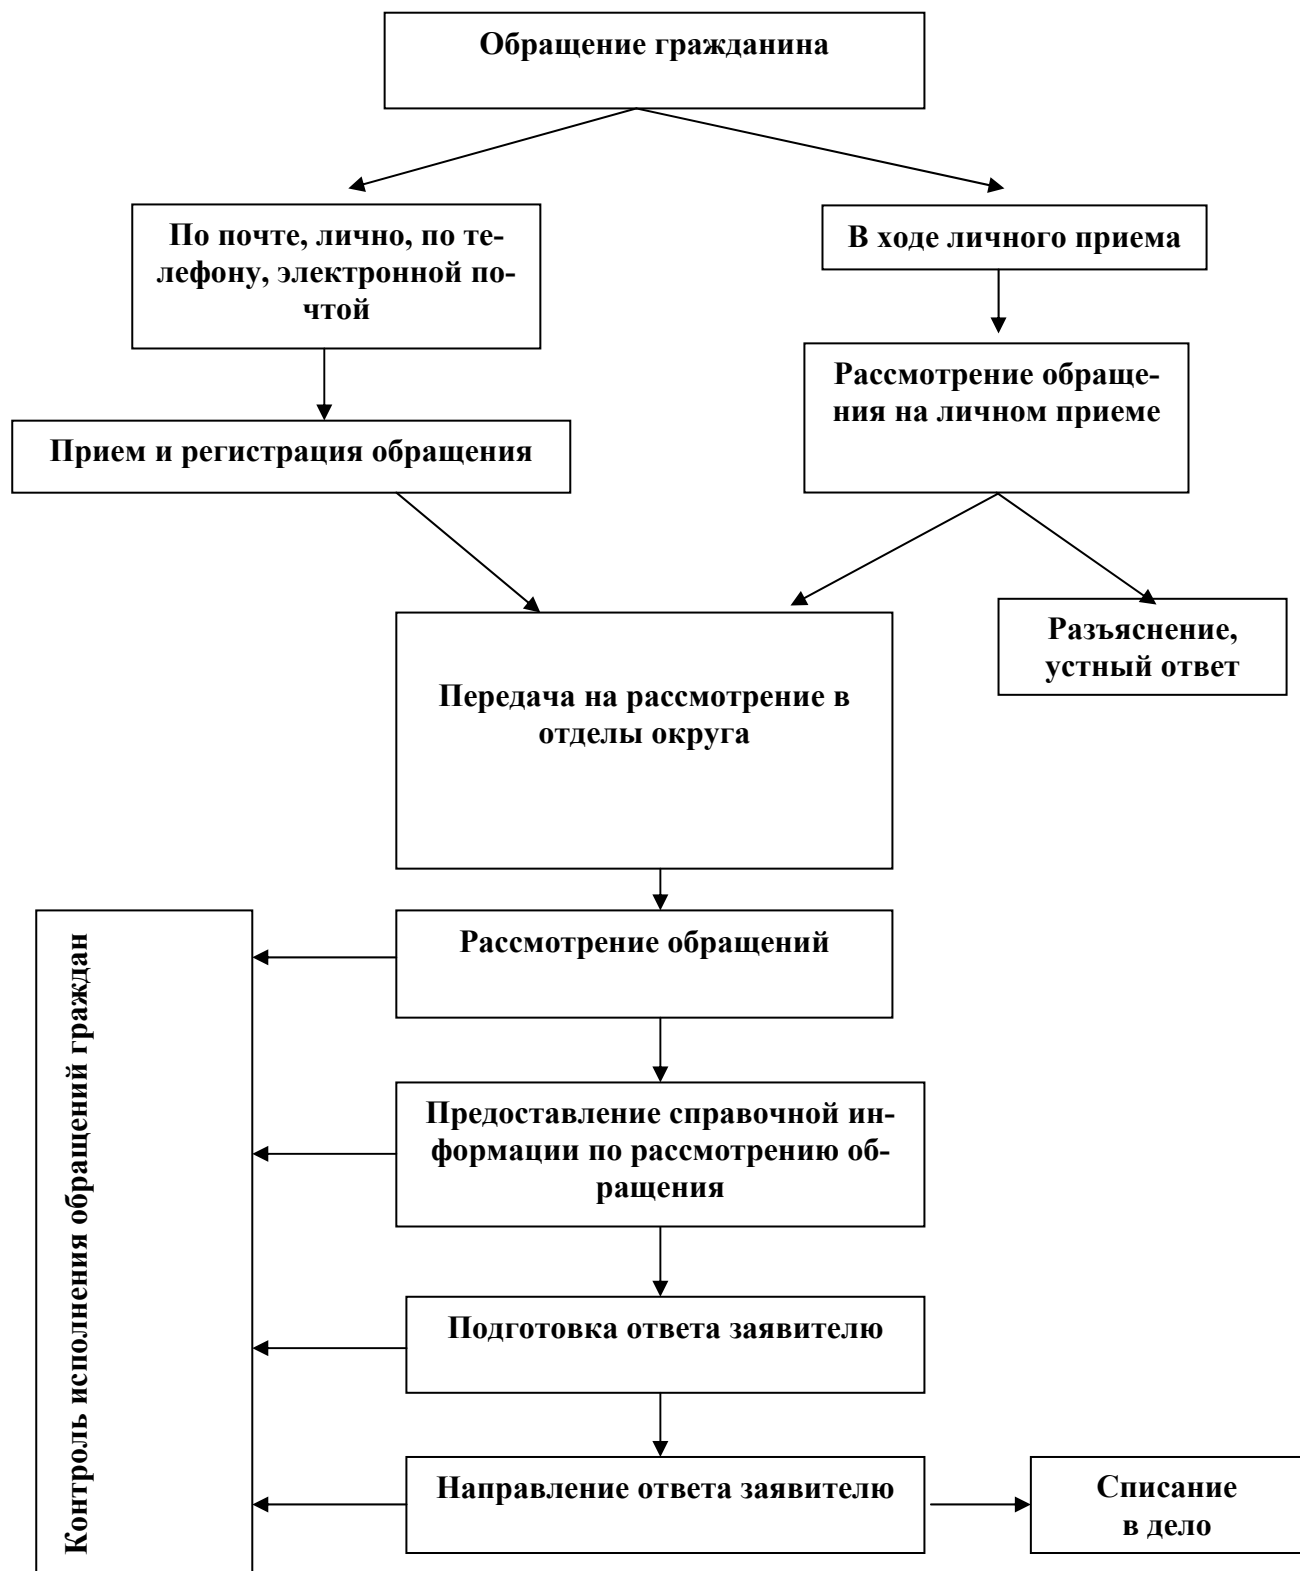 Обращение гражданина
По почте, лично, по те-
лефону, электронной по-
чтой
В ходе личного приема
Рассмотрение обраще-
ния на личном приеме
Прием и регистрация обращения
Разъяснение,
устный ответ
Передача на рассмотрение в
отделы округа
Рассмотрение обращений
Контроль исполнения обращений граждан
Предоставление справочной ин-
формации по рассмотрению об-
ращения
Подготовка ответа заявителю
Направление ответа заявителю
Списание
в дело